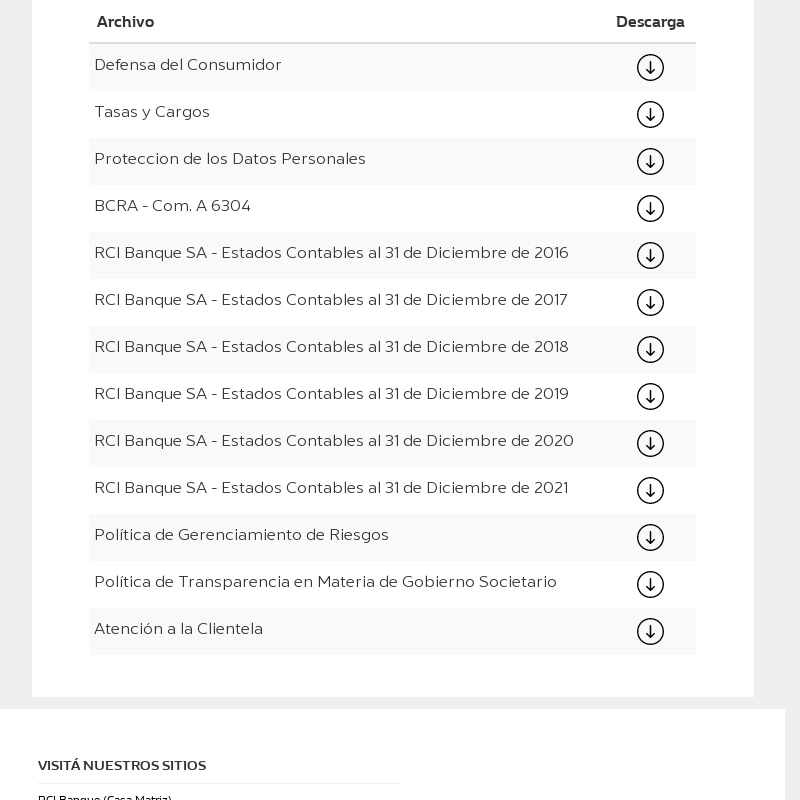 Archivo Descarga
Defensa del Consumidor
Tasas y Cargos
Proteccion de los Datos Personales
BCRA - Com. A 6304
RCI Banque SA - Estados Contables al 31 de Diciembre de 2016
RCI Banque SA - Estados Contables al 31 de Diciembre de 2017
RCI Banque SA - Estados Contables al 31 de Diciembre de 2018
RCI Banque SA - Estados Contables al 31 de Diciembre de 2019
RCI Banque SA - Estados Contables al 31 de Diciembre de 2020
RCI Banque SA - Estados Contables al 31 de Diciembre de 2021
Política de Gerenciamiento de Riesgos
Política de Transparencia en Materia de Gobierno Societario
Atención a la Clientela
VISITÁ NUESTROS SITIOS
RCI Banque (Casa Matriz)